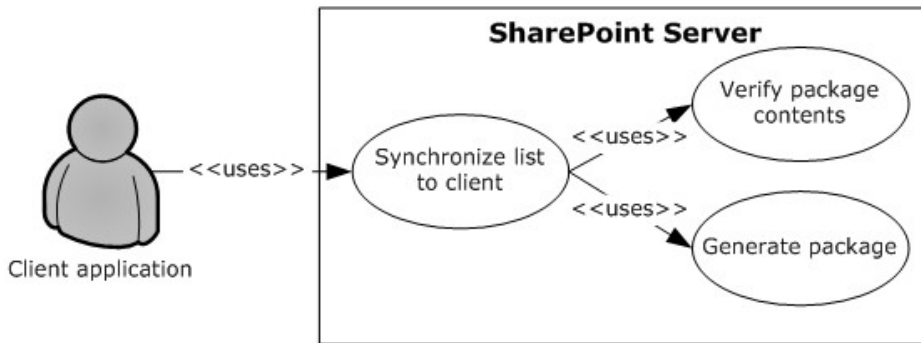 SharePoint Server
Verify package
contents
<<uses>>
<<uses>>
Synchronize list
to client
<<uses>>
Generate package
Client application